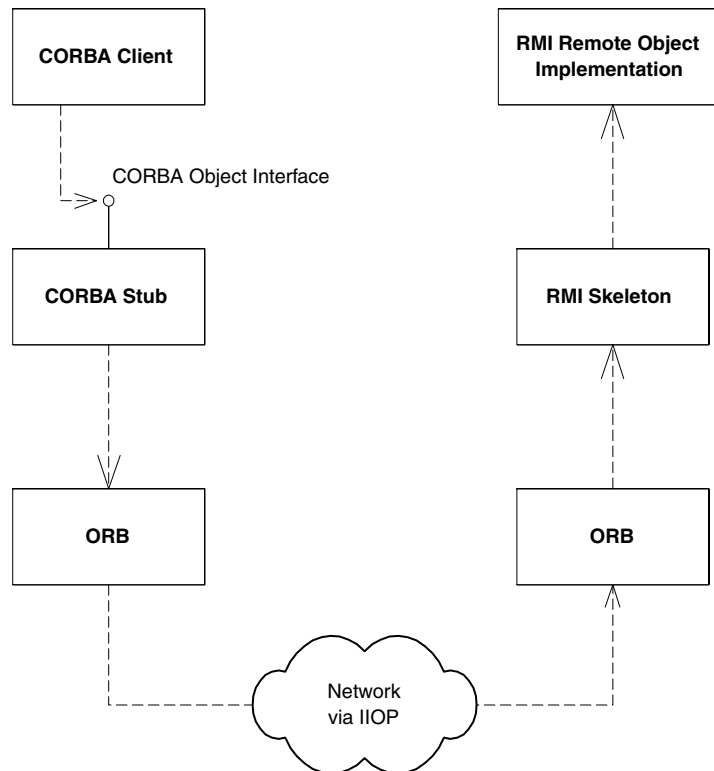 CORBA Client
RMI Remote Object
Implementation
CORBA Object Interface
CORBA Stub
RMI Skeleton
ORB
ORB
Network
via IIOP